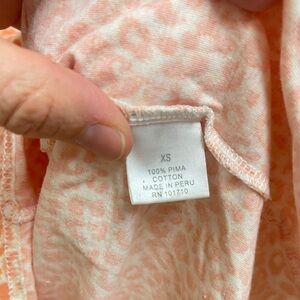 XS
100% PIMA
COTTON
MADE IN PERU
RN 101710